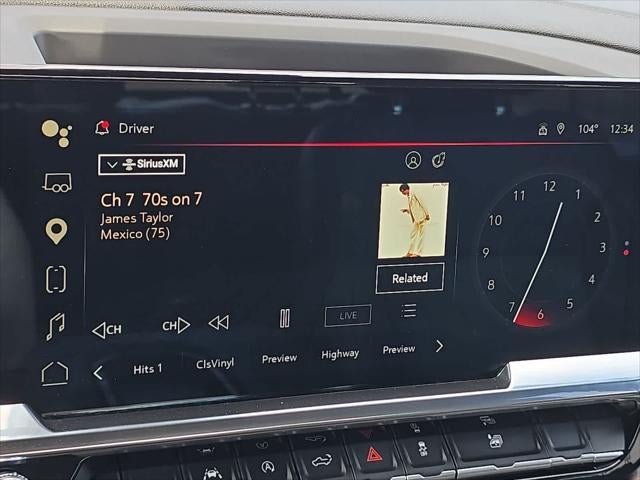 Driver
104° 12:34
SiriusXM
Ch 7 70s on 7
James Taylor
Mexico (75)
Related
12
1
2
3
5
6
7
8
9
10
11
CH
CH
LIVE
Hits 1
ClsVinyl
Preview
Highway
Preview